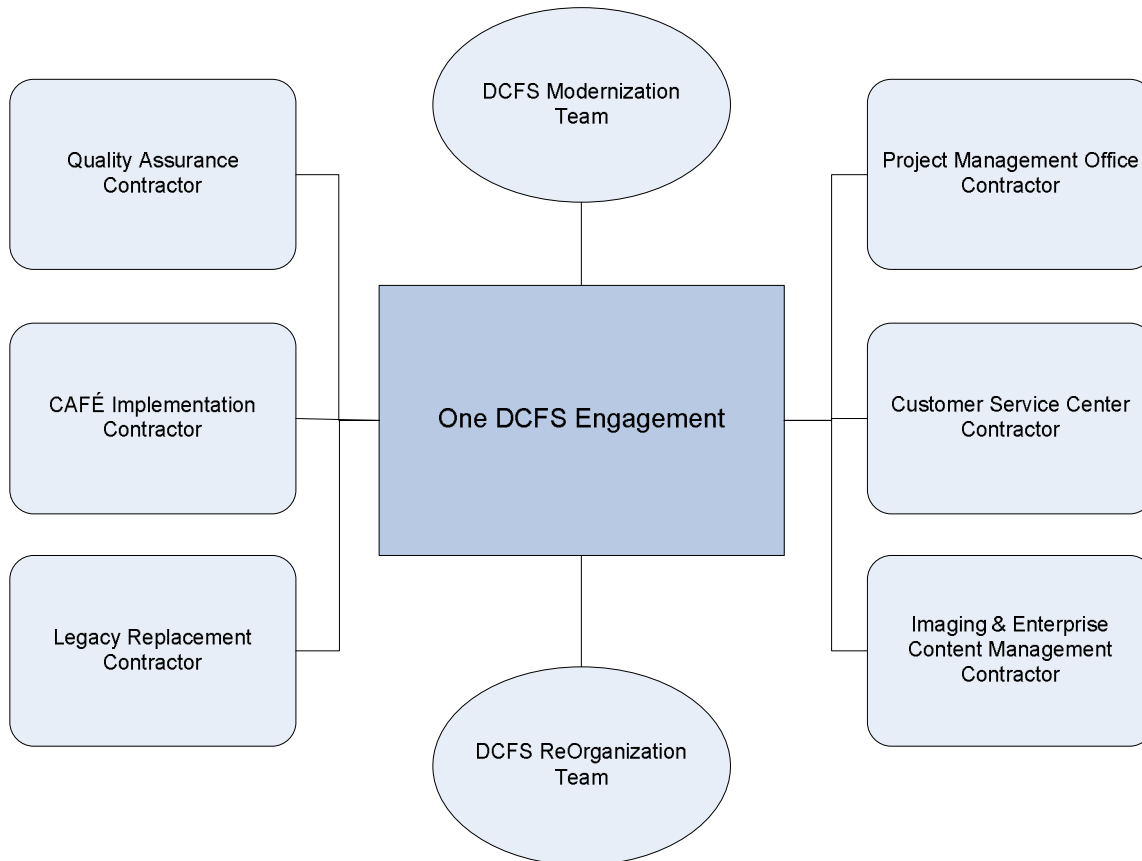 DCFS Modernization
Team
Quality Assurance
Contractor
Project Management Office
Contractor
CAFÉ Implementation
Contractor
One DCFS Engagement
Customer Service Center
Contractor
Legacy Replacement
Contractor
Imaging & Enterprise
Content Management
Contractor
DCFS ReOrganization
Team